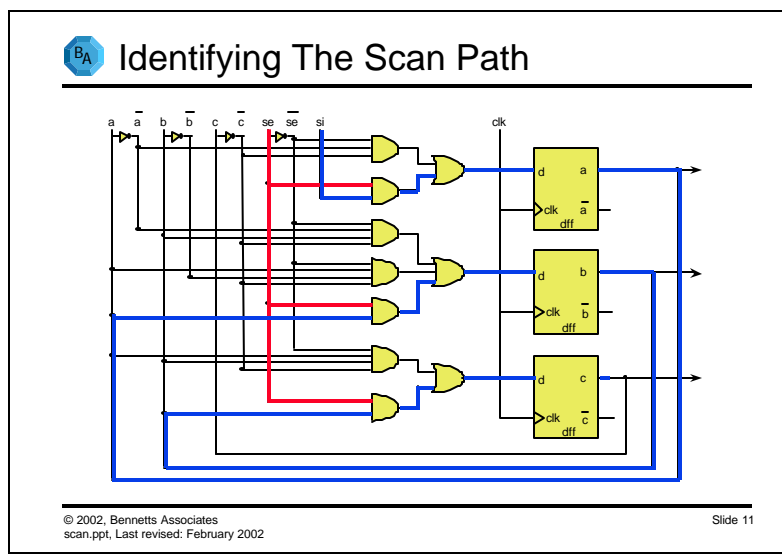 BA Identifying The Scan Path
a a b b c c se se si clk
d a
clk a
dff
d b
clk b
dff
d c
clk c
dff
© 2002, Bennetts Associates
scan.ppt, Last revised: February 2002
Slide 11